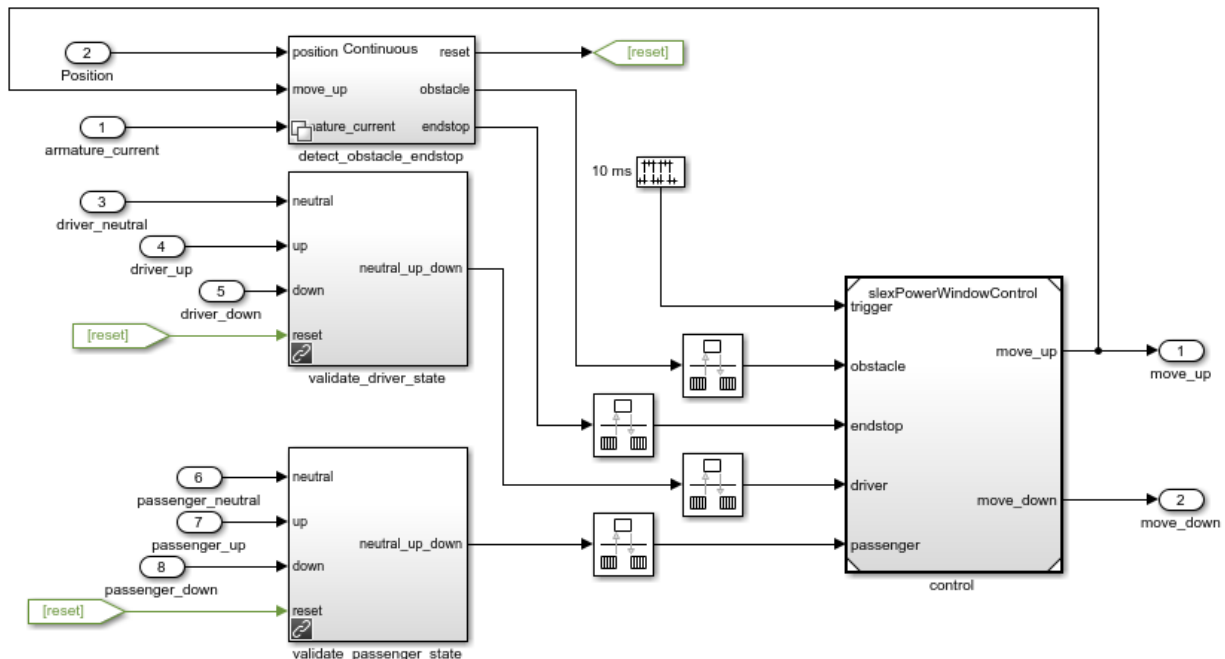 2
Position
1
armature_current
position
Continuous
reset
move_up
obstacle
nature_current
endstop
detect_obstacle_endstop
[reset]
10 ms
3
driver_neutral
4
driver_up
5
driver_down
[reset]
neutral
up
neutral_up_down
down
reset
validate_driver_state
6
passenger_neutral
7
passenger_up
8
passenger_down
[reset]
neutral
up
neutral_up_down
down
reset
validate_passenger_state
slexPowerWindowControl
trigger
move_up
obstacle
endstop
driver
move_down
passenger
control
1
move_up
2
move_down